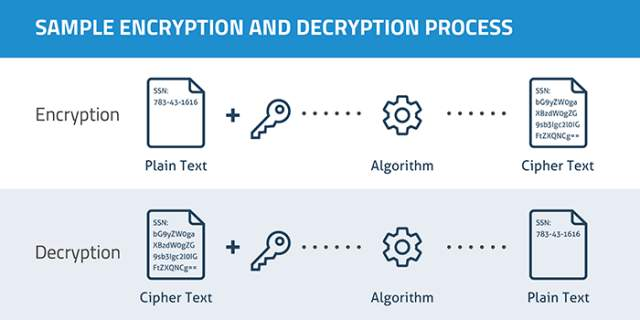 SAMPLE ENCRYPTION AND DECRYPTION PROCESS
Encryption
SSN:
783-43-1616
+
Plain Text
Algorithm
SSN:
bG9yZW0ga
XBzdW0gZG
9sb3Igc2l0IG
FtZXQNCg==
Cipher Text
Decryption
SSN:
bG9yZW0ga
XBzdW0gZG
9sb3Igc2l0IG
FtZXQNCg==
+
Cipher Text
Algorithm
SSN:
783-43-1616
Plain Text